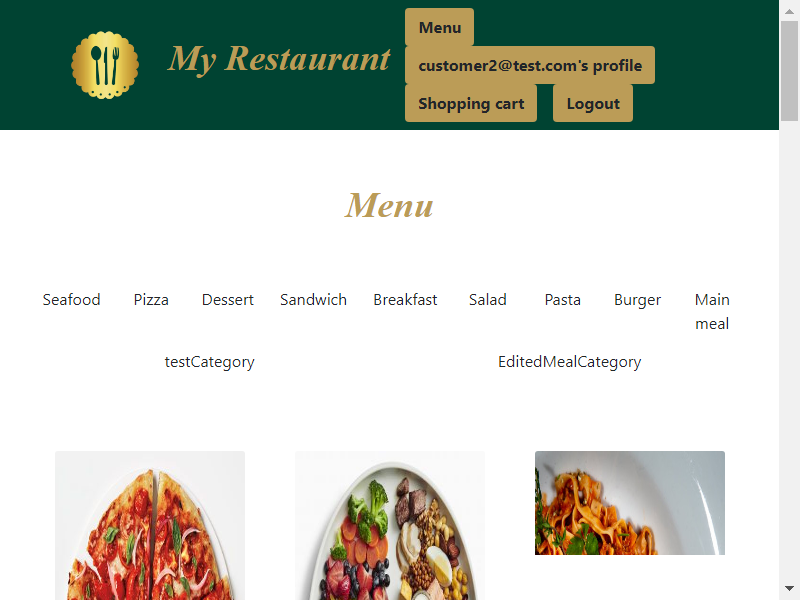 My Restaurant
Menu
customer2@test.com's profile
Shopping cart Logout
Menu
Seafood Pizza Dessert Sandwich Breakfast Salad Pasta Burger Main meal
testCategory EditedMealCategory